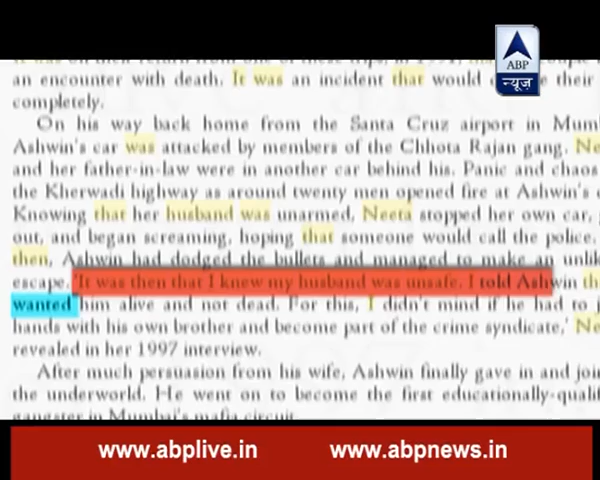 ABP
न्यूज़
an encounter with death. It was an incident that would their
completely.
On his way back home from the Santa Cruz airport in
Ashwin's car was attacked by members of the Chhota Rajan gang.
and her father-in-law were in another car behind his. Panic and chaos
the Kherwadi highway as around twenty men opened fire at Ashwin's
Knowing that her husband was unarmed, Neeta stopped her own car,
out, and began screaming, hoping that someone would call the police.
then, Ashwin had dodged the bullets and managed to make an
escape. 'It was then that I knew my husband was unsafe. I told Ashwin
wanted him alive and not dead. For this, I didn't mind if he had to
hands with his own brother and become part of the crime syndicate,'
revealed in her 1997 interview.
After much persuasion from his wife, Ashwin finally gave in and
the underworld. He went on to become the first
gangster in Mumbai's mafia circuit.
www.abplive.in www.abpnews.in